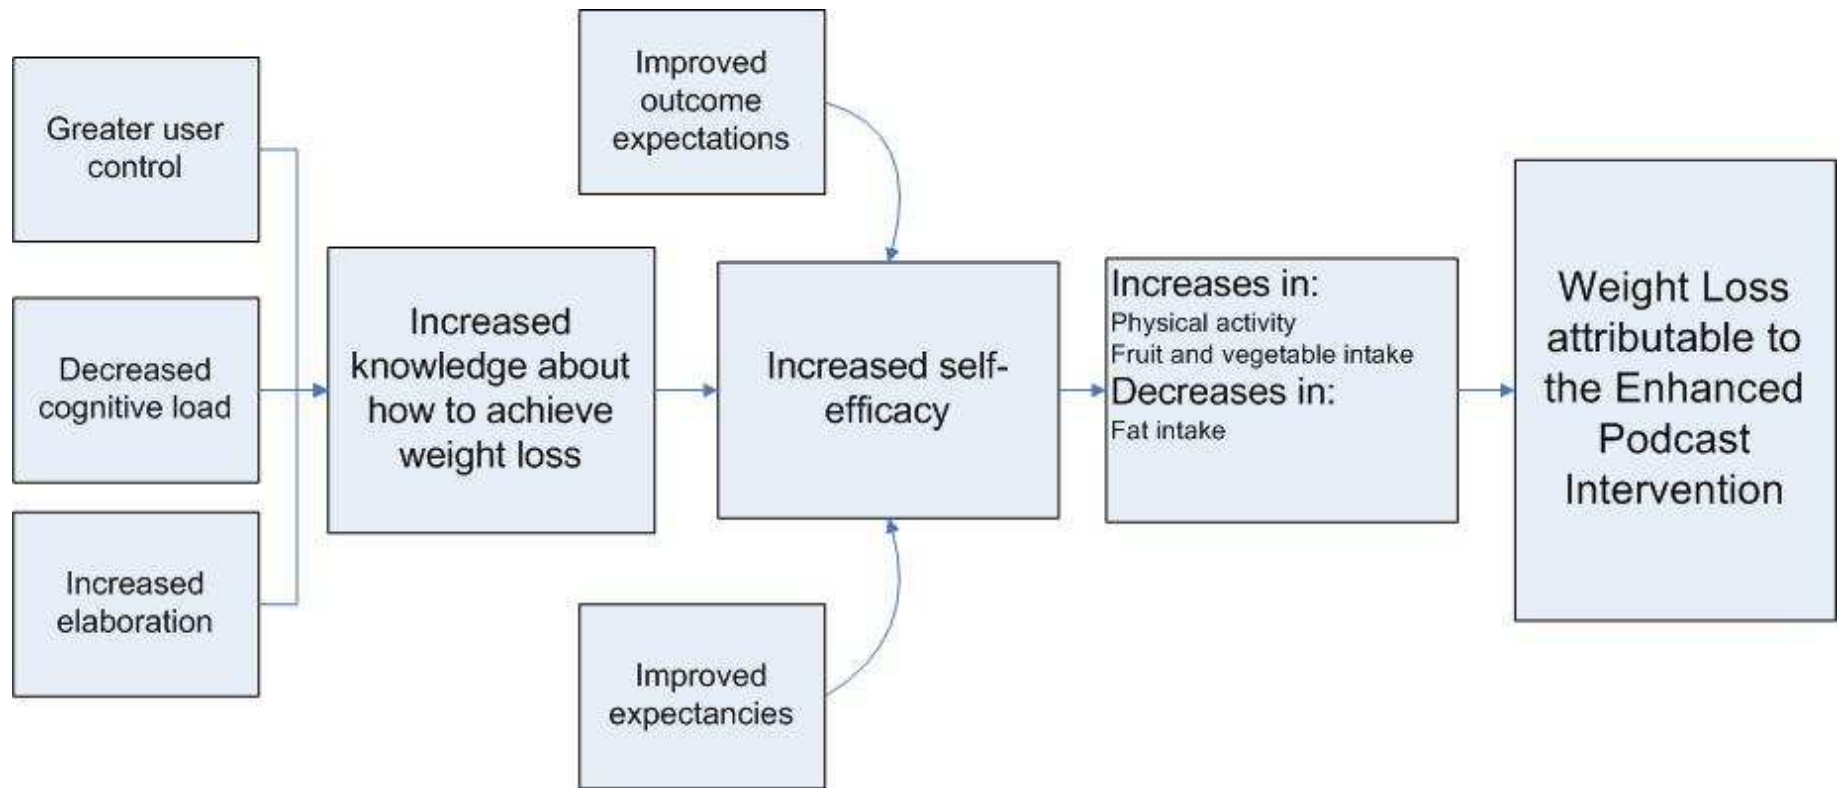 Greater user
control
Decreased
cognitive load
Increased
elaboration
Increased
knowledge about
how to achieve
weight loss
Improved
outcome
expectations
Increased self-
efficacy
Improved
expectancies
Increases in:
Physical activity
Fruit and vegetable intake
Decreases in:
Fat intake
Weight Loss
attributable to
the Enhanced
Podcast
Intervention